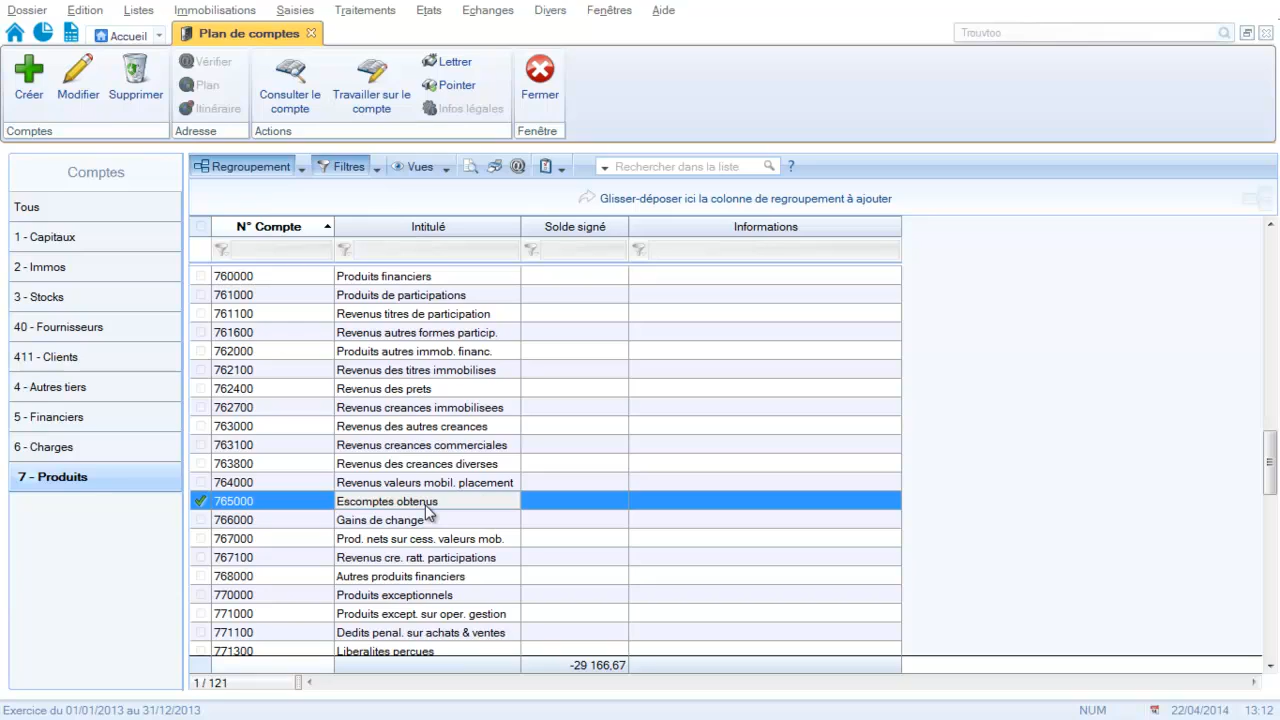 Dossier Edition Listes Immobilisations Saisies Traitements Etats Echanges Divers Fenêtres Aide
Accueil Plan de comptes Trouvtoo
Créer Modifier Supprimer
Comptes
Vérifier
Plan
Itinéraire
Adresse
Consulter le compte
Travailler sur le compte
Lettrer
Pointer
Infos légales
Actions
Fermer
Fenêtre
Comptes
Tous
1 - Capitaux
2 - Immos
3 - Stocks
40 - Fournisseurs
411 - Clients
4 - Autres tiers
5 - Financiers
6 - Charges
7 - Produits
Regroupement Filtres Vues Rechercher dans la liste ?
Glisser-déposer ici la colonne de regroupement à ajouter
N° Compte Intitulé Solde signé Informations
760000 Produits financiers
761000 Produits de participations
761100 Revenus titres de participation
761600 Revenus autres formes particip.
762000 Produits autres immob. financ.
762100 Revenus des titres immobilises
762400 Revenus des prets
762700 Revenus creances immobilisees
763000 Revenus des autres creances
763100 Revenus creances commerciales
763800 Revenus des creances diverses
764000 Revenus valeurs mobil. placement
765000 Escomptes obtenus
766000 Gains de change
767000 Prod. nets sur cess. valeurs mob.
767100 Revenus cre. ratt. participations
768000 Autres produits financiers
770000 Produits exceptionnels
771000 Produits except. sur oper. gestion
771100 Dedits penal. sur achats & ventes
771300 Liberalites percues
-29 166,67
1 / 121
Exercice du 01/01/2013 au 31/12/2013 NUM 22/04/2014 13:12